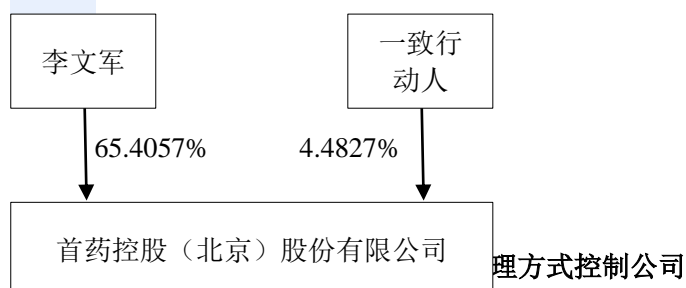 李文军
一致行
动人
65.4057%
4.4827%
首药控股（北京）股份有限公司
理方式控制公司